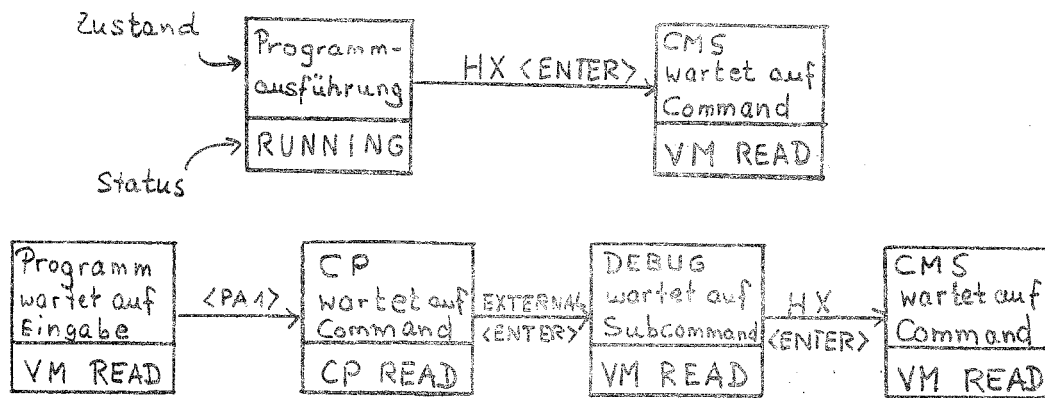 Zustand
Programm-
ausführung
RUNNING
Status
HX <ENTER>
CMS
wartet auf
Command
VM READ
Programm
wartet auf
Eingabe
VM READ
<PA1>
CP
wartet auf
Command
CP READ
EXTERNAL
<ENTER>
DEBUG
wartet auf
Subcommand
VM READ
HX
<ENTER>
CMS
wartet auf
Command
VM READ